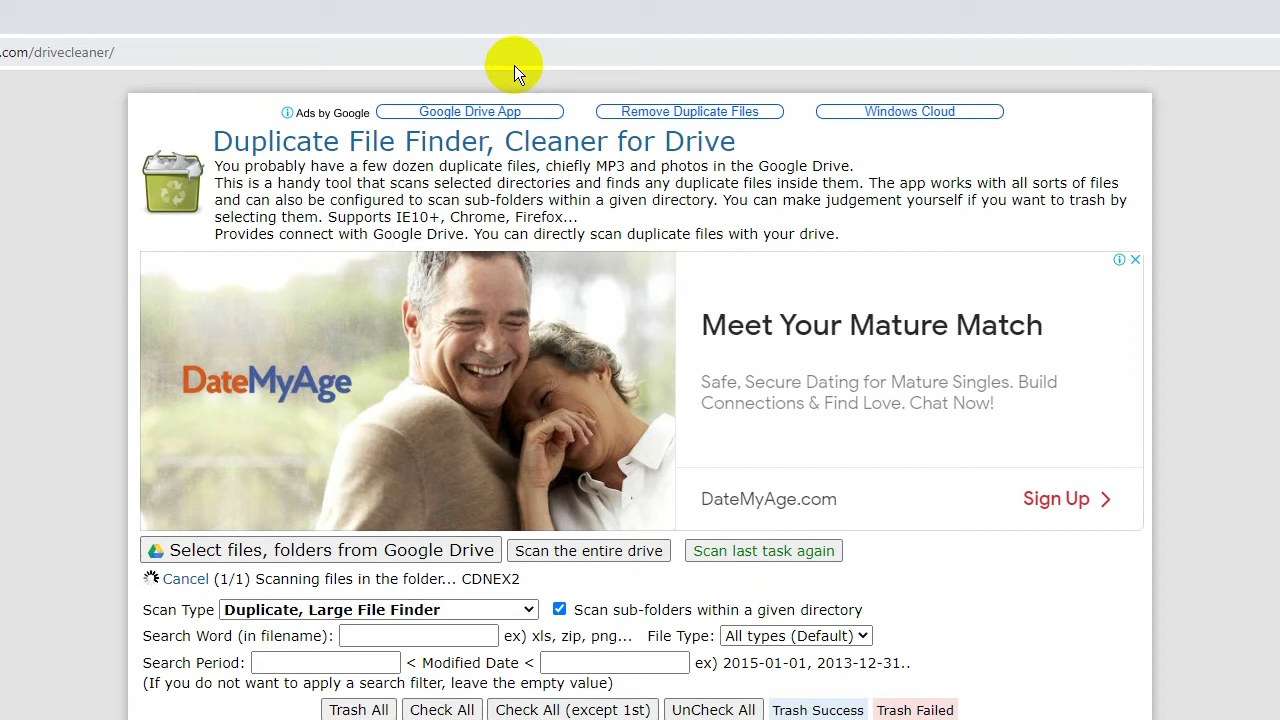 .com/drivecleaner/
Ads by Google
Google Drive App
Remove Duplicate Files
Windows Cloud
Duplicate File Finder, Cleaner for Drive
You probably have a few dozen duplicate files, chiefly MP3 and photos in the Google Drive.
This is a handy tool that scans selected directories and finds any duplicate files inside them. The app works with all sorts of files
and can also be configured to scan sub-folders within a given directory. You can make judgement yourself if you want to trash by
selecting them. Supports IE10+, Chrome, Firefox...
Provides connect with Google Drive. You can directly scan duplicate files with your drive.
DateMyAge
Meet Your Mature Match
Safe, Secure Dating for Mature Singles. Build
Connections & Find Love. Chat Now!
DateMyAge.com
Sign Up
Select files, folders from Google Drive
Scan the entire drive
Scan last task again
Cancel (1/1) Scanning files in the folder... CDNEX2
Scan Type Duplicate, Large File Finder
Scan sub-folders within a given directory
Search Word (in filename): ex) xls, zip, png... File Type: All types (Default)
Search Period: < Modified Date < ex) 2015-01-01, 2013-12-31..
(If you do not want to apply a search filter, leave the empty value)
Trash All
Check All
Check All (except 1st)
UnCheck All
Trash Success
Trash Failed